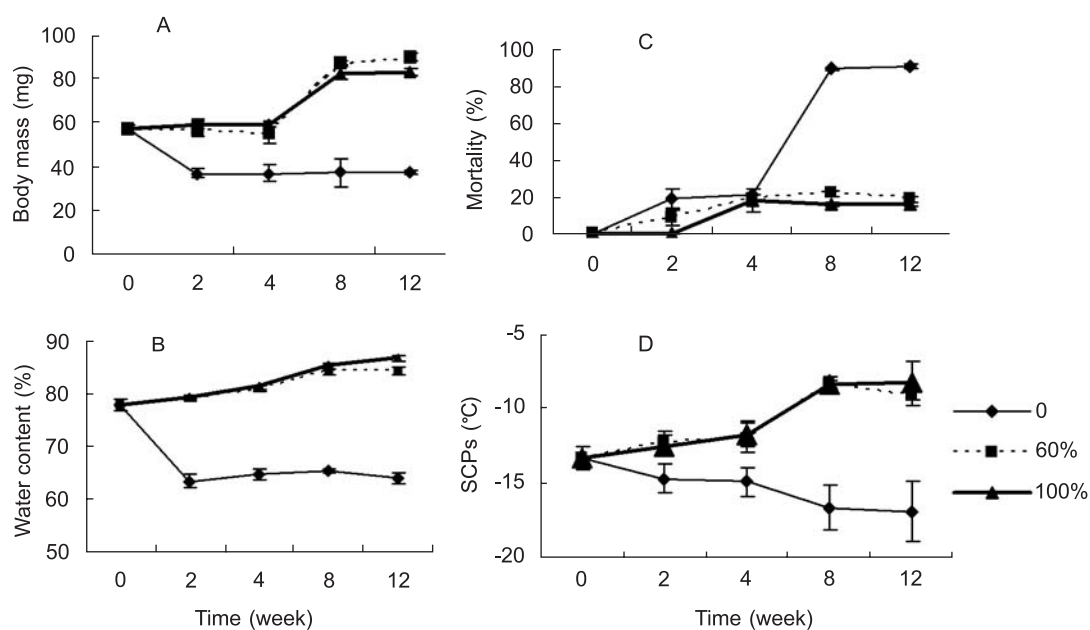 A
Body mass (mg)
100
80
60
40
20
0
0 2 4 8 12
C
Mortality (%)
100
80
60
40
20
0
0 2 4 8 12
B
Water content (%)
90
80
70
60
50
0 2 4 8 12
Time (week)
D
SCPs (°C)
-5
-10
-15
-20
0 2 4 8 12
Time (week)
0
60%
100%